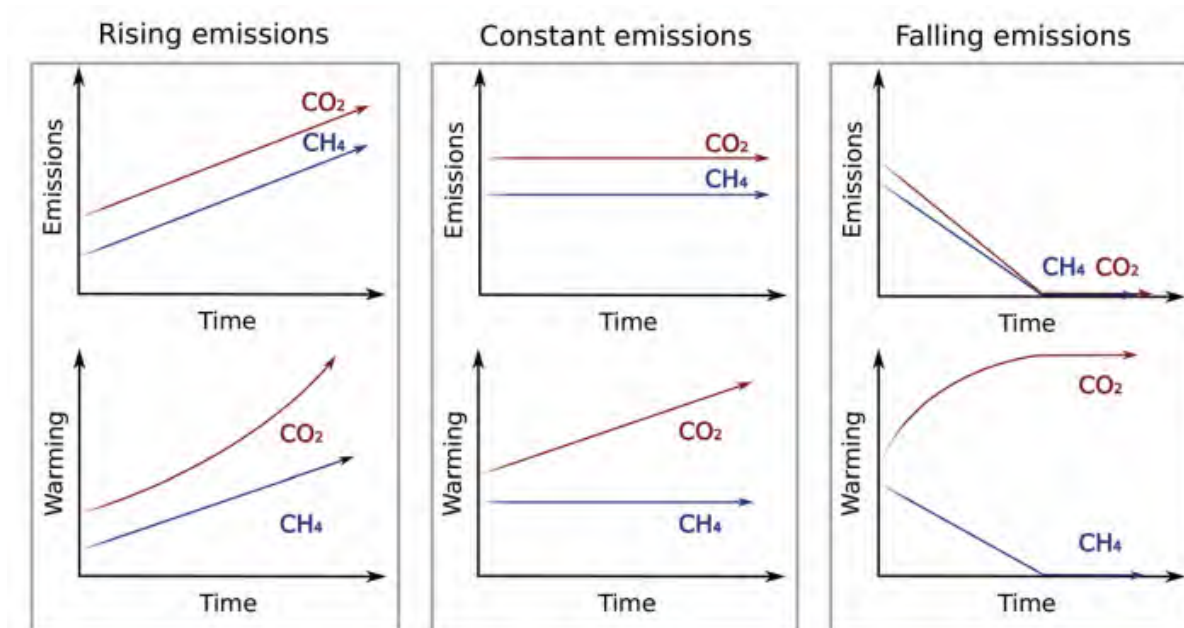 Rising emissions
Emissions
CO₂
CH₄
Time
Warming
CO₂
CH₄
Time
Constant emissions
Emissions
CO₂
CH₄
Time
Warming
CO₂
CH₄
Time
Falling emissions
Emissions
CH₄ CO₂
Time
Warming
CO₂
CH₄
Time